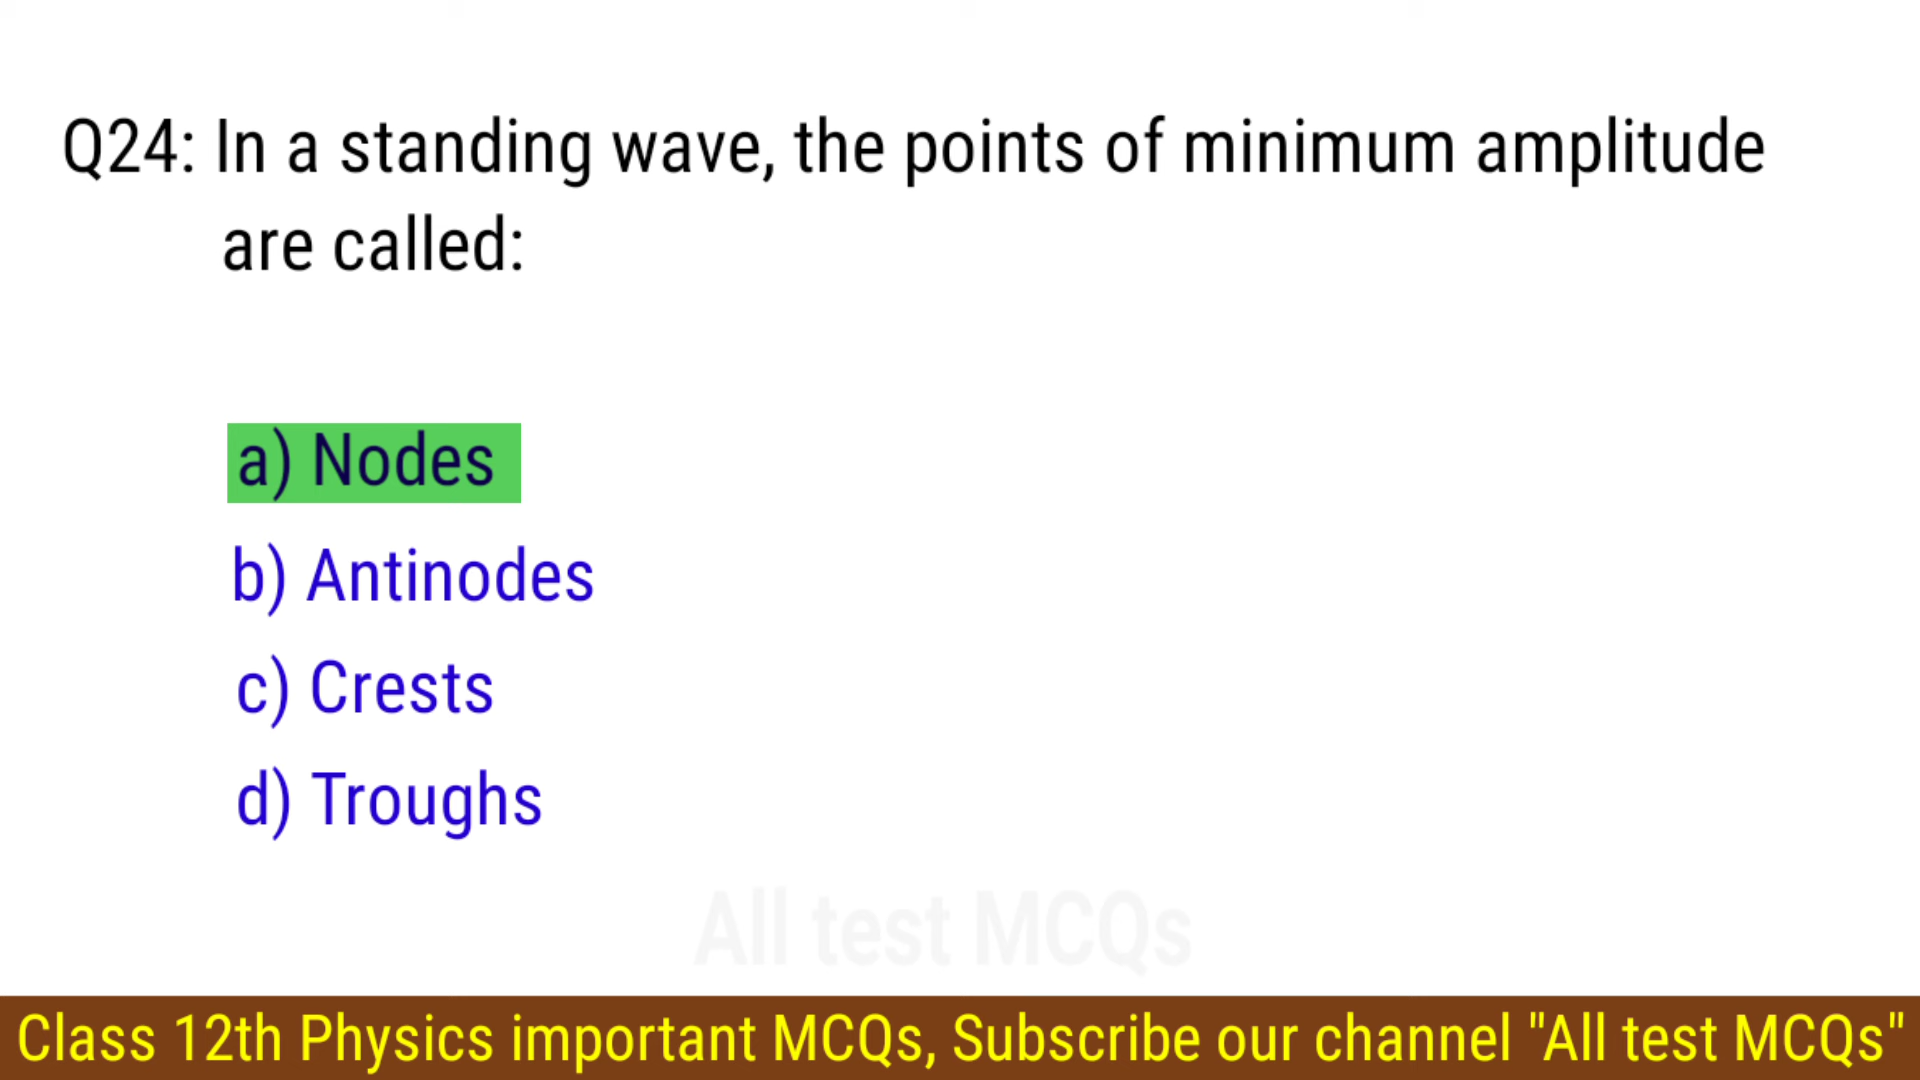 Q24: In a standing wave, the points of minimum amplitude
are called:
a) Nodes
b) Antinodes
c) Crests
d) Troughs
All test MCQs
Class 12th Physics important MCQs, Subscribe our channel "All test MCQs"